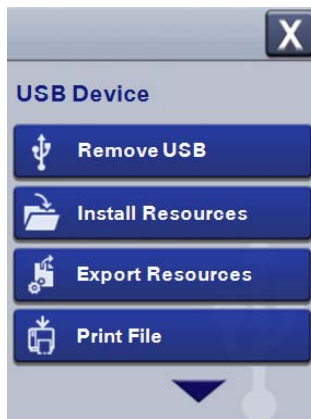 X
USB Device
Remove USB
Install Resources
Export Resources
Print File